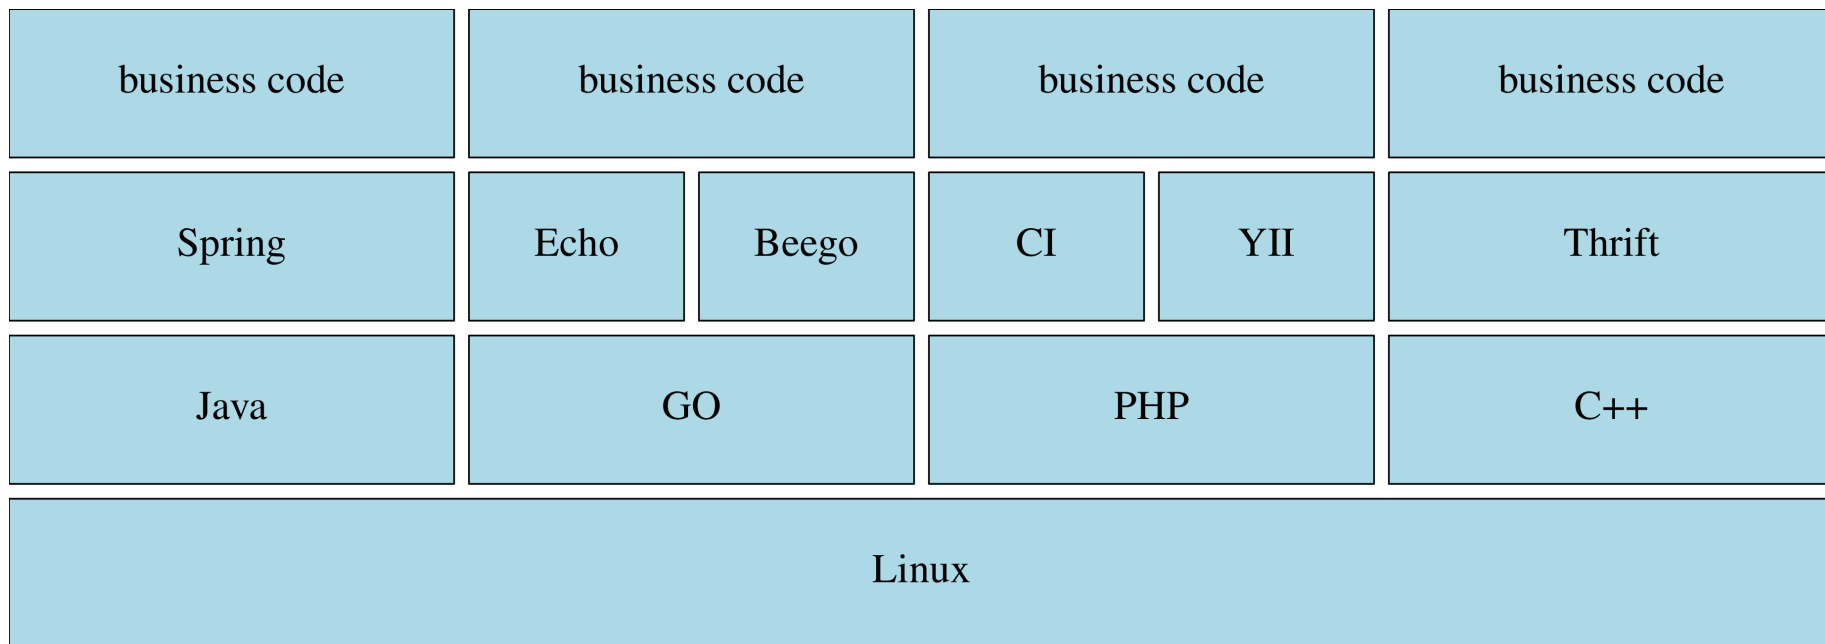 business code
business code
business code
business code
Spring
Echo
Beego
CI
YII
Thrift
Java
GO
PHP
C++
Linux